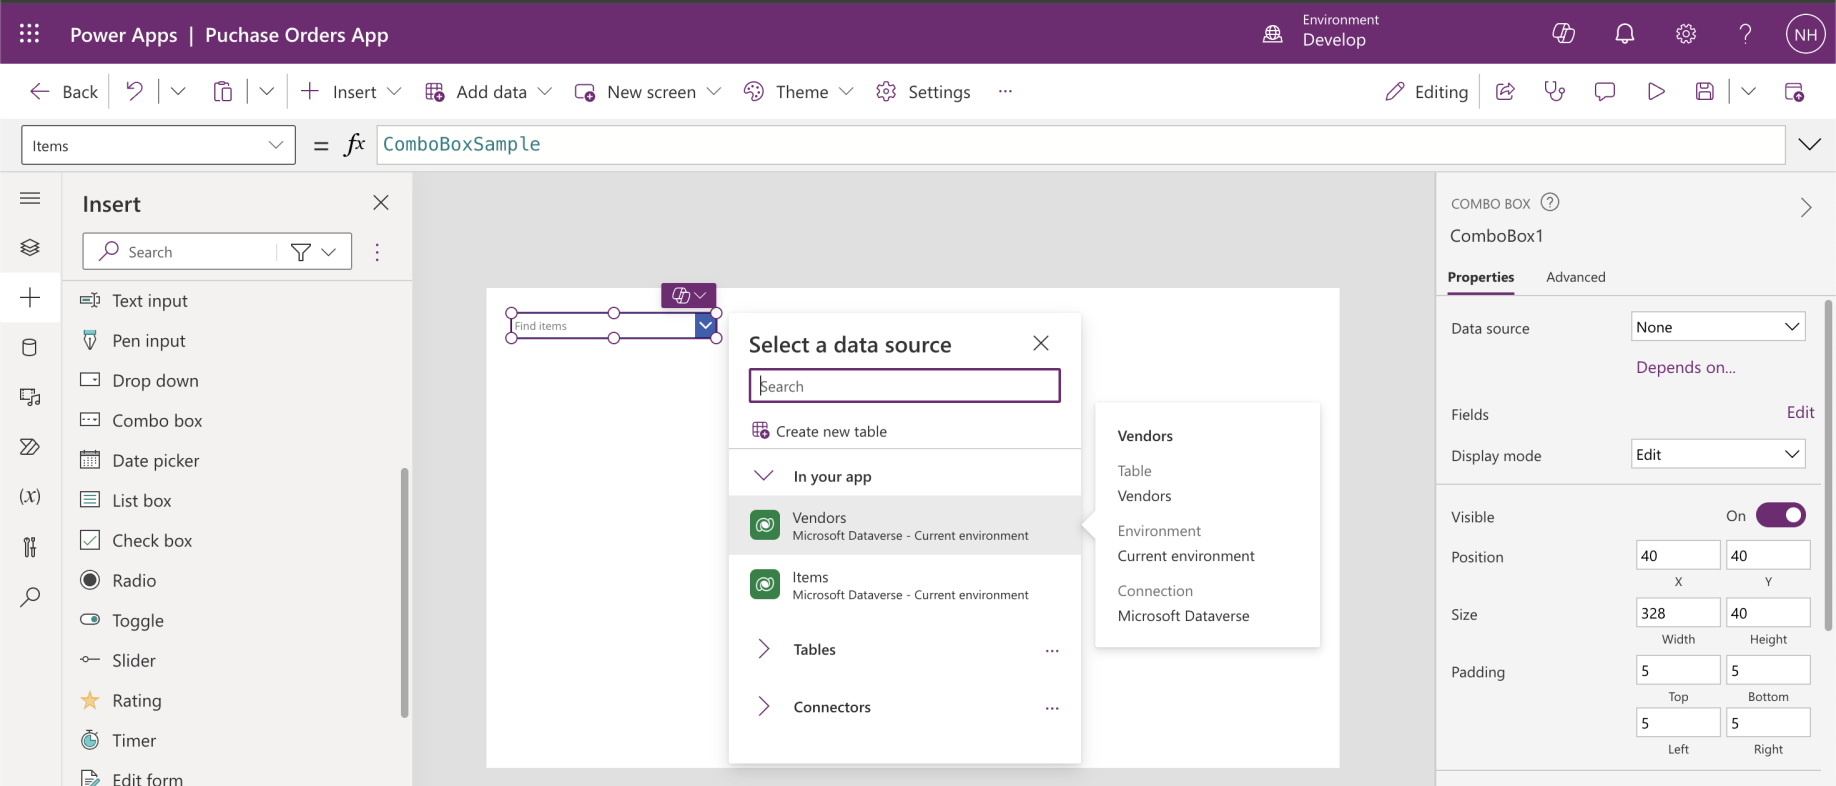 Power Apps | Puchase Orders App
Environment
Develop
NH
Back
Insert
Add data
New screen
Theme
Settings
...
Editing
Items
= fx
ComboBoxSample
Insert
Search
Text input
Pen input
Drop down
Combo box
Date picker
List box
Check box
Radio
Toggle
Slider
Rating
Timer
Edit form
(x)
Find items
Select a data source
Search
Create new table
In your app
Vendors
Microsoft Dataverse - Current environment
Items
Microsoft Dataverse - Current environment
Tables
...
Connectors
...
Vendors
Table
Vendors
Environment
Current environment
Connection
Microsoft Dataverse
COMBO BOX ?
ComboBox1
Properties
Advanced
Data source
None
Depends on...
Fields
Edit
Display mode
Edit
Visible
On
Position
40
40
X
Y
Size
328
40
Width
Height
Padding
5
5
Top
Bottom
5
5
Left
Right